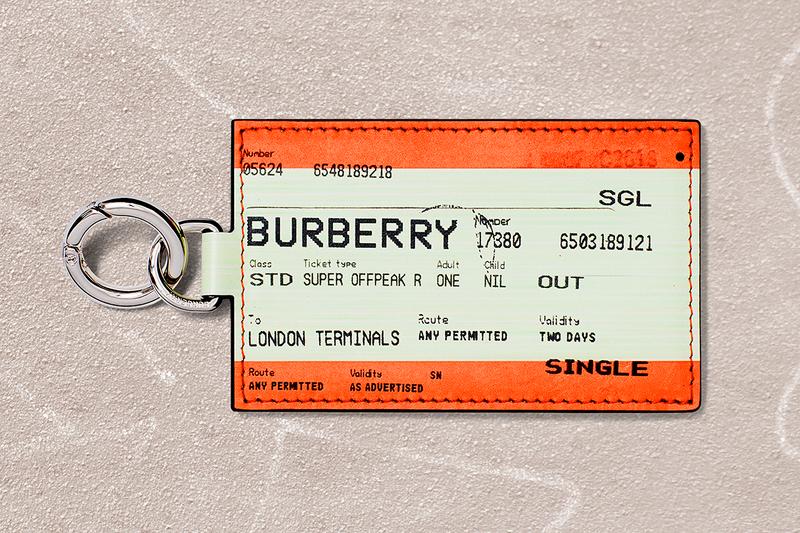 Number
05624 6548189218
SGL
BURBERRY
Number
17380 6503189121
Class Ticket type Adult Child
STD SUPER OFFPEAK R ONE NIL OUT
To Route Validity
LONDON TERMINALS ANY PERMITTED TWO DAYS
SINGLE
Route Validity SN
ANY PERMITTED AS ADVERTISED